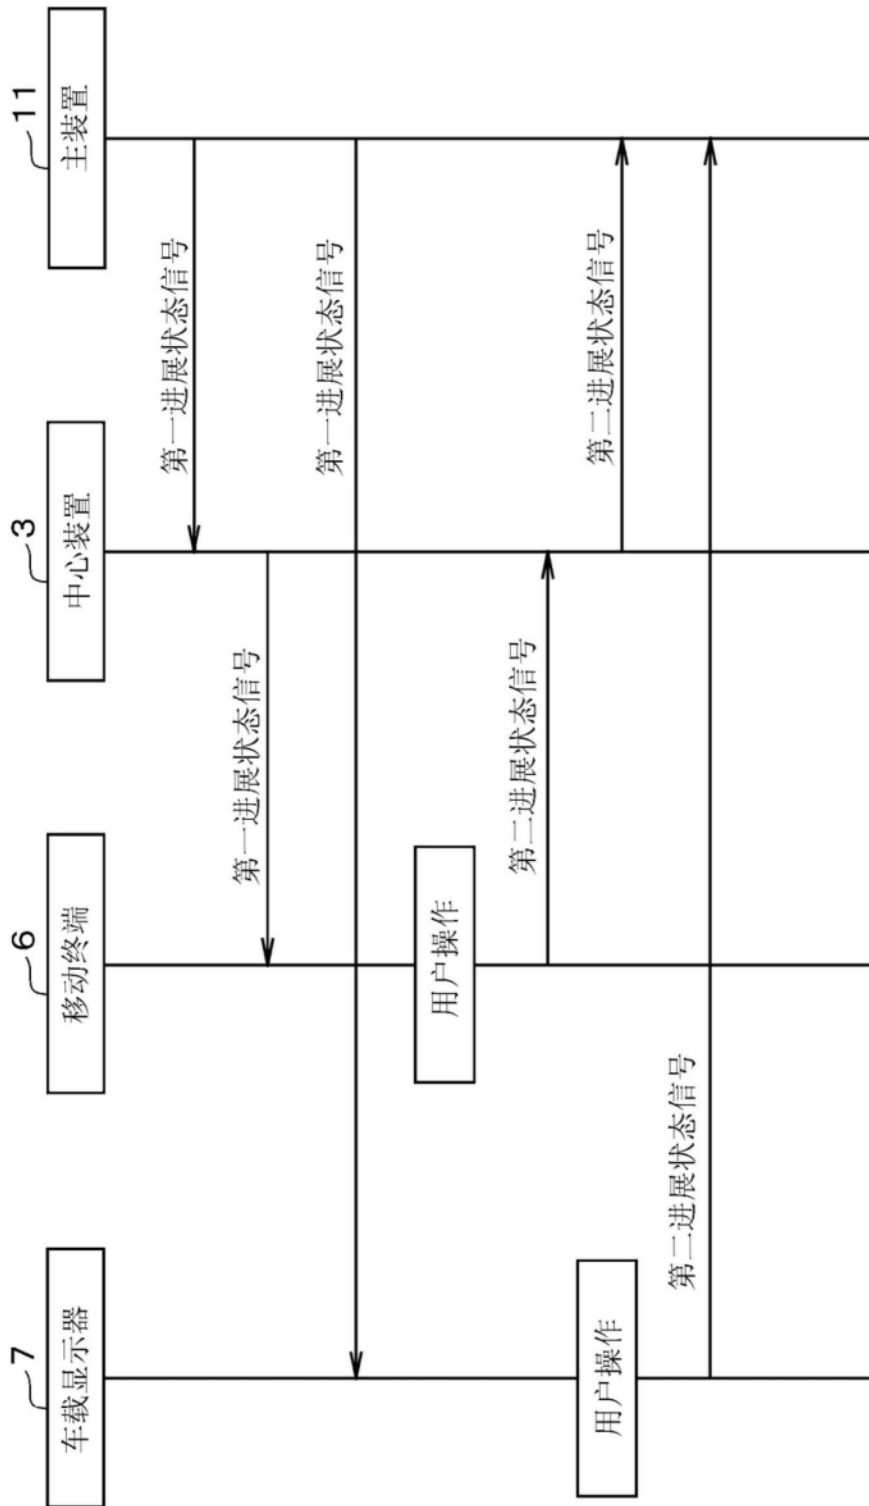 7
车载显示器
6
移动终端
3
中心装置
11
主装置
第一进展状态信号
第一进展状态信号
第一进展状态信号
用户操作
第二进展状态信号
用户操作
第二进展状态信号
第二进展状态信号